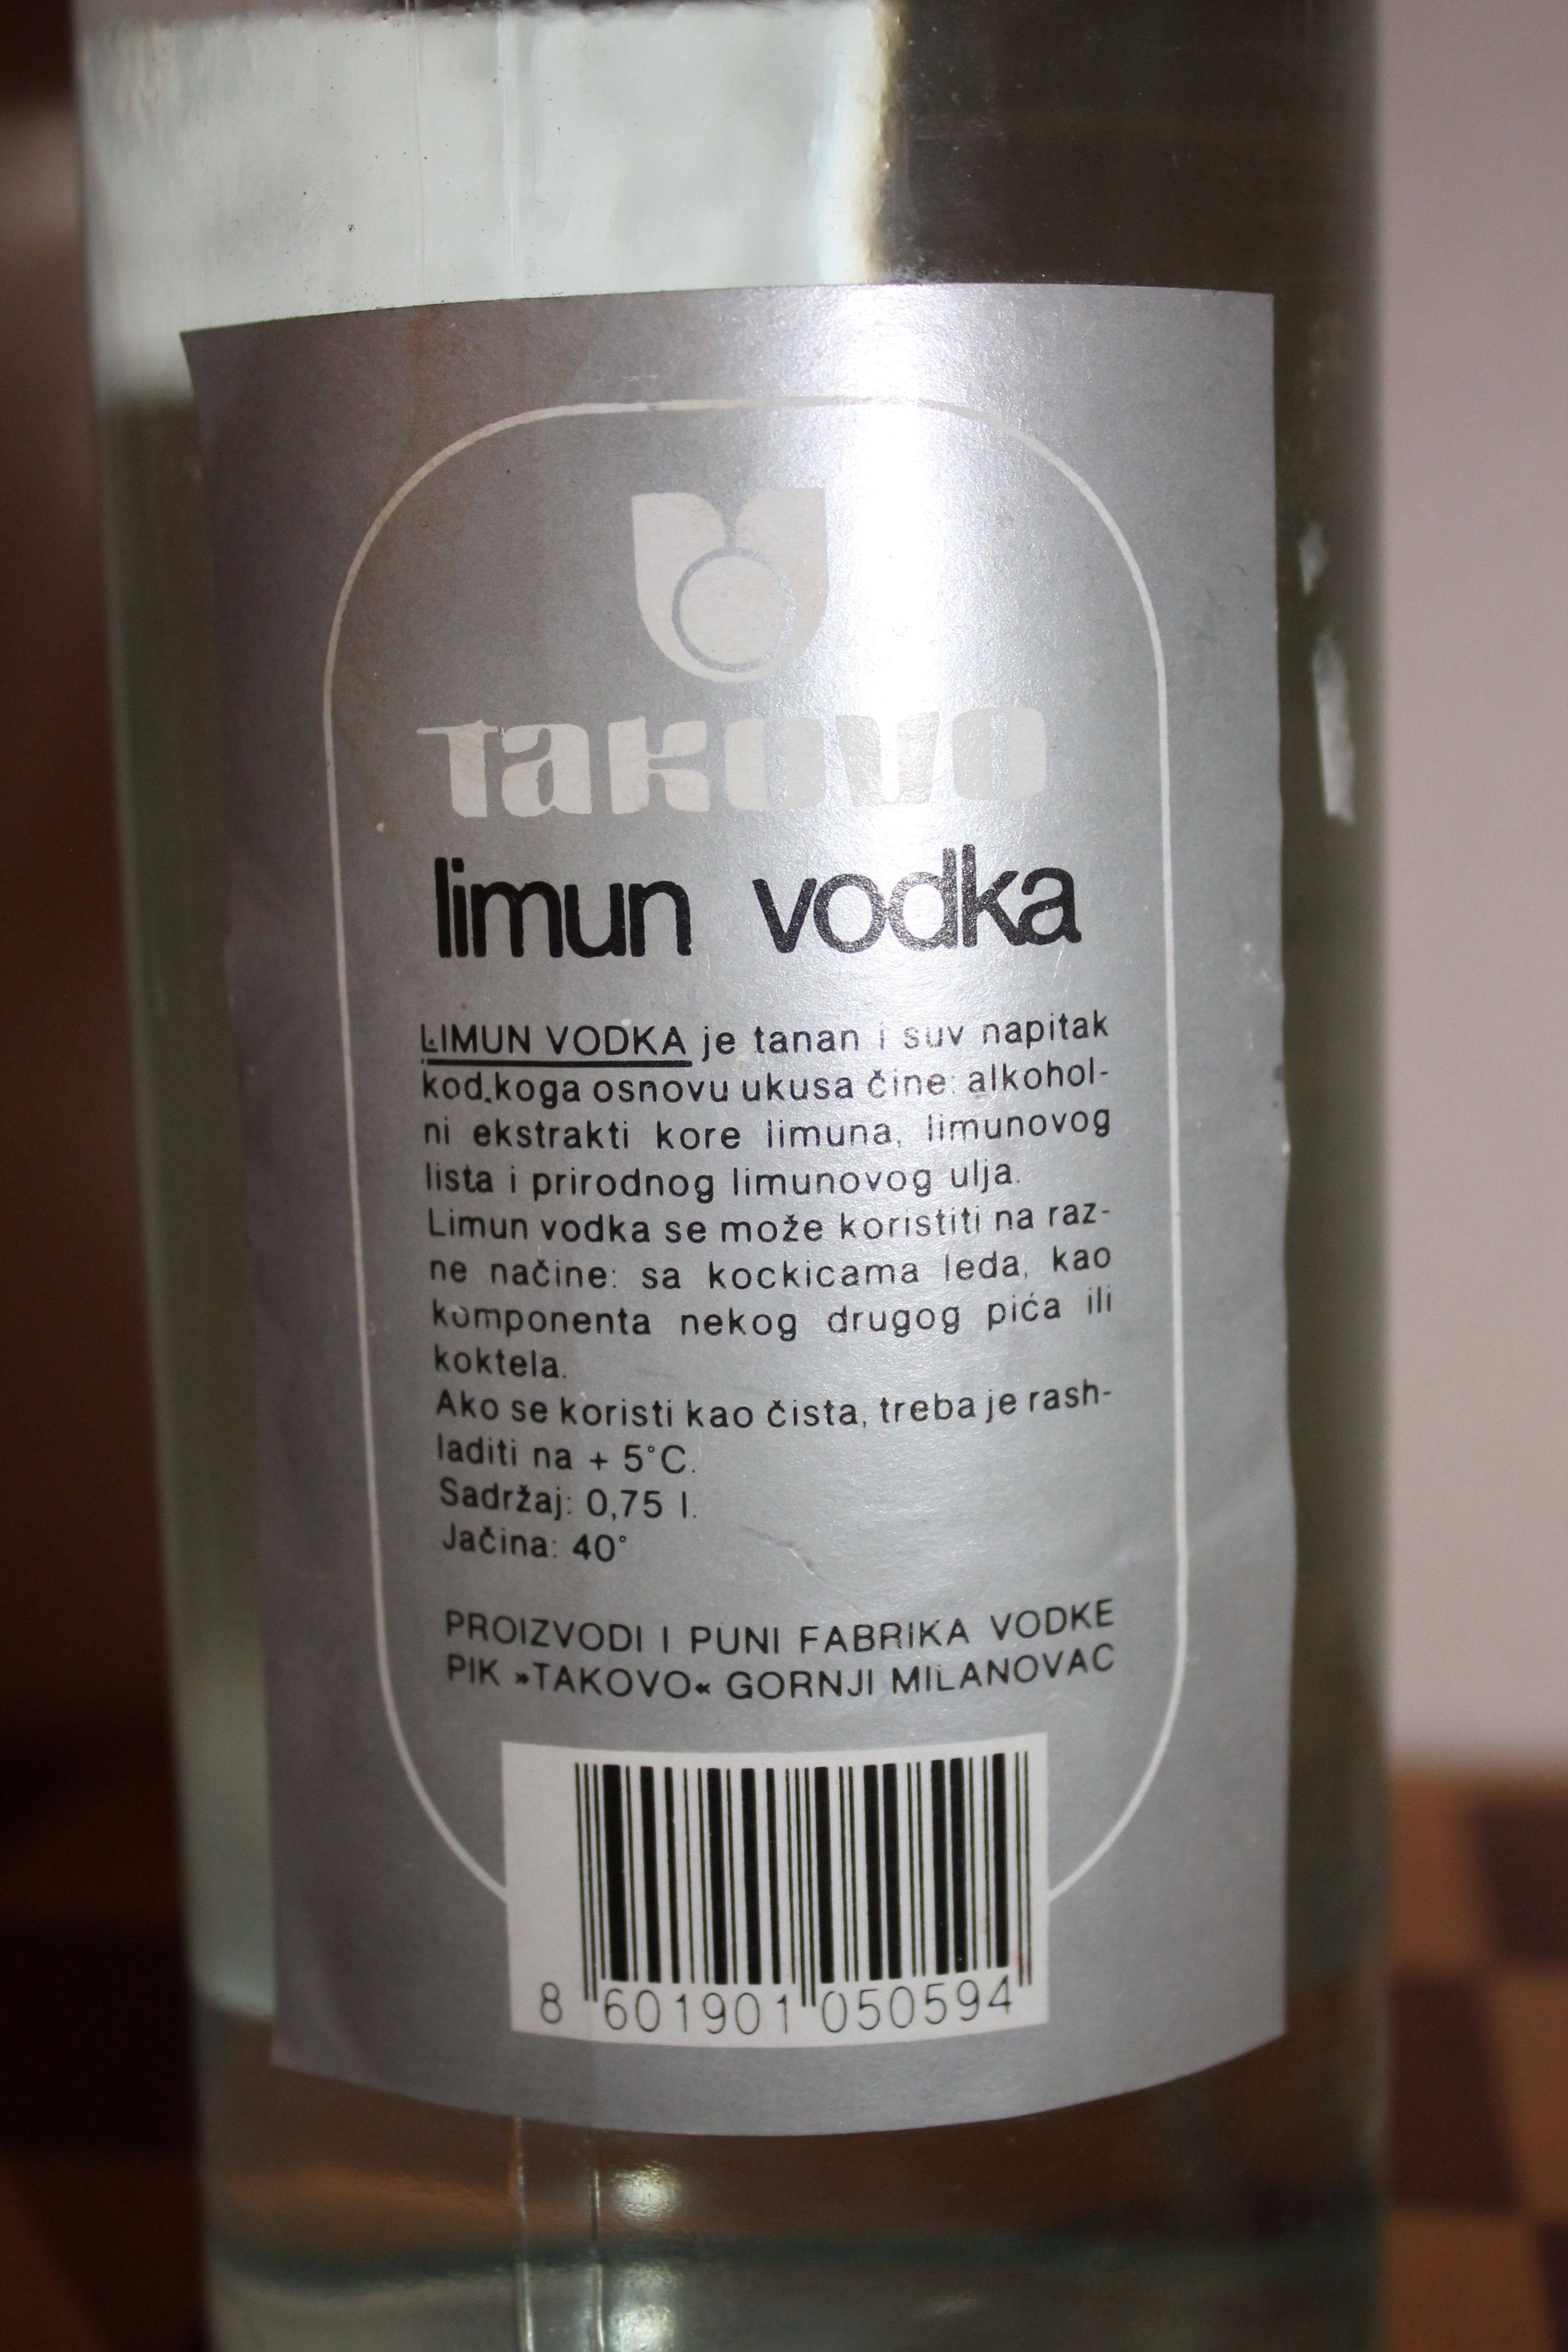 Takovo
limun vodka
LIMUN VODKA je tanan i suv napitak
kod koga osnovu ukusa čine: alkohol-
ni ekstrakti kore limuna, limunovog
lista i prirodnog limunovog ulja.
Limun vodka se može koristiti na raz-
ne načine: sa kockicama leda, kao
komponenta nekog drugog pića ili
koktela.
Ako se koristi kao čista, treba je rash-
laditi na + 5°C.
Sadržaj: 0,75 l.
Jačina: 40°
PROIZVODI I PUNI FABRIKA VODKE
PIK »TAKOVO« GORNJI MILANOVAC
8 601901 050594